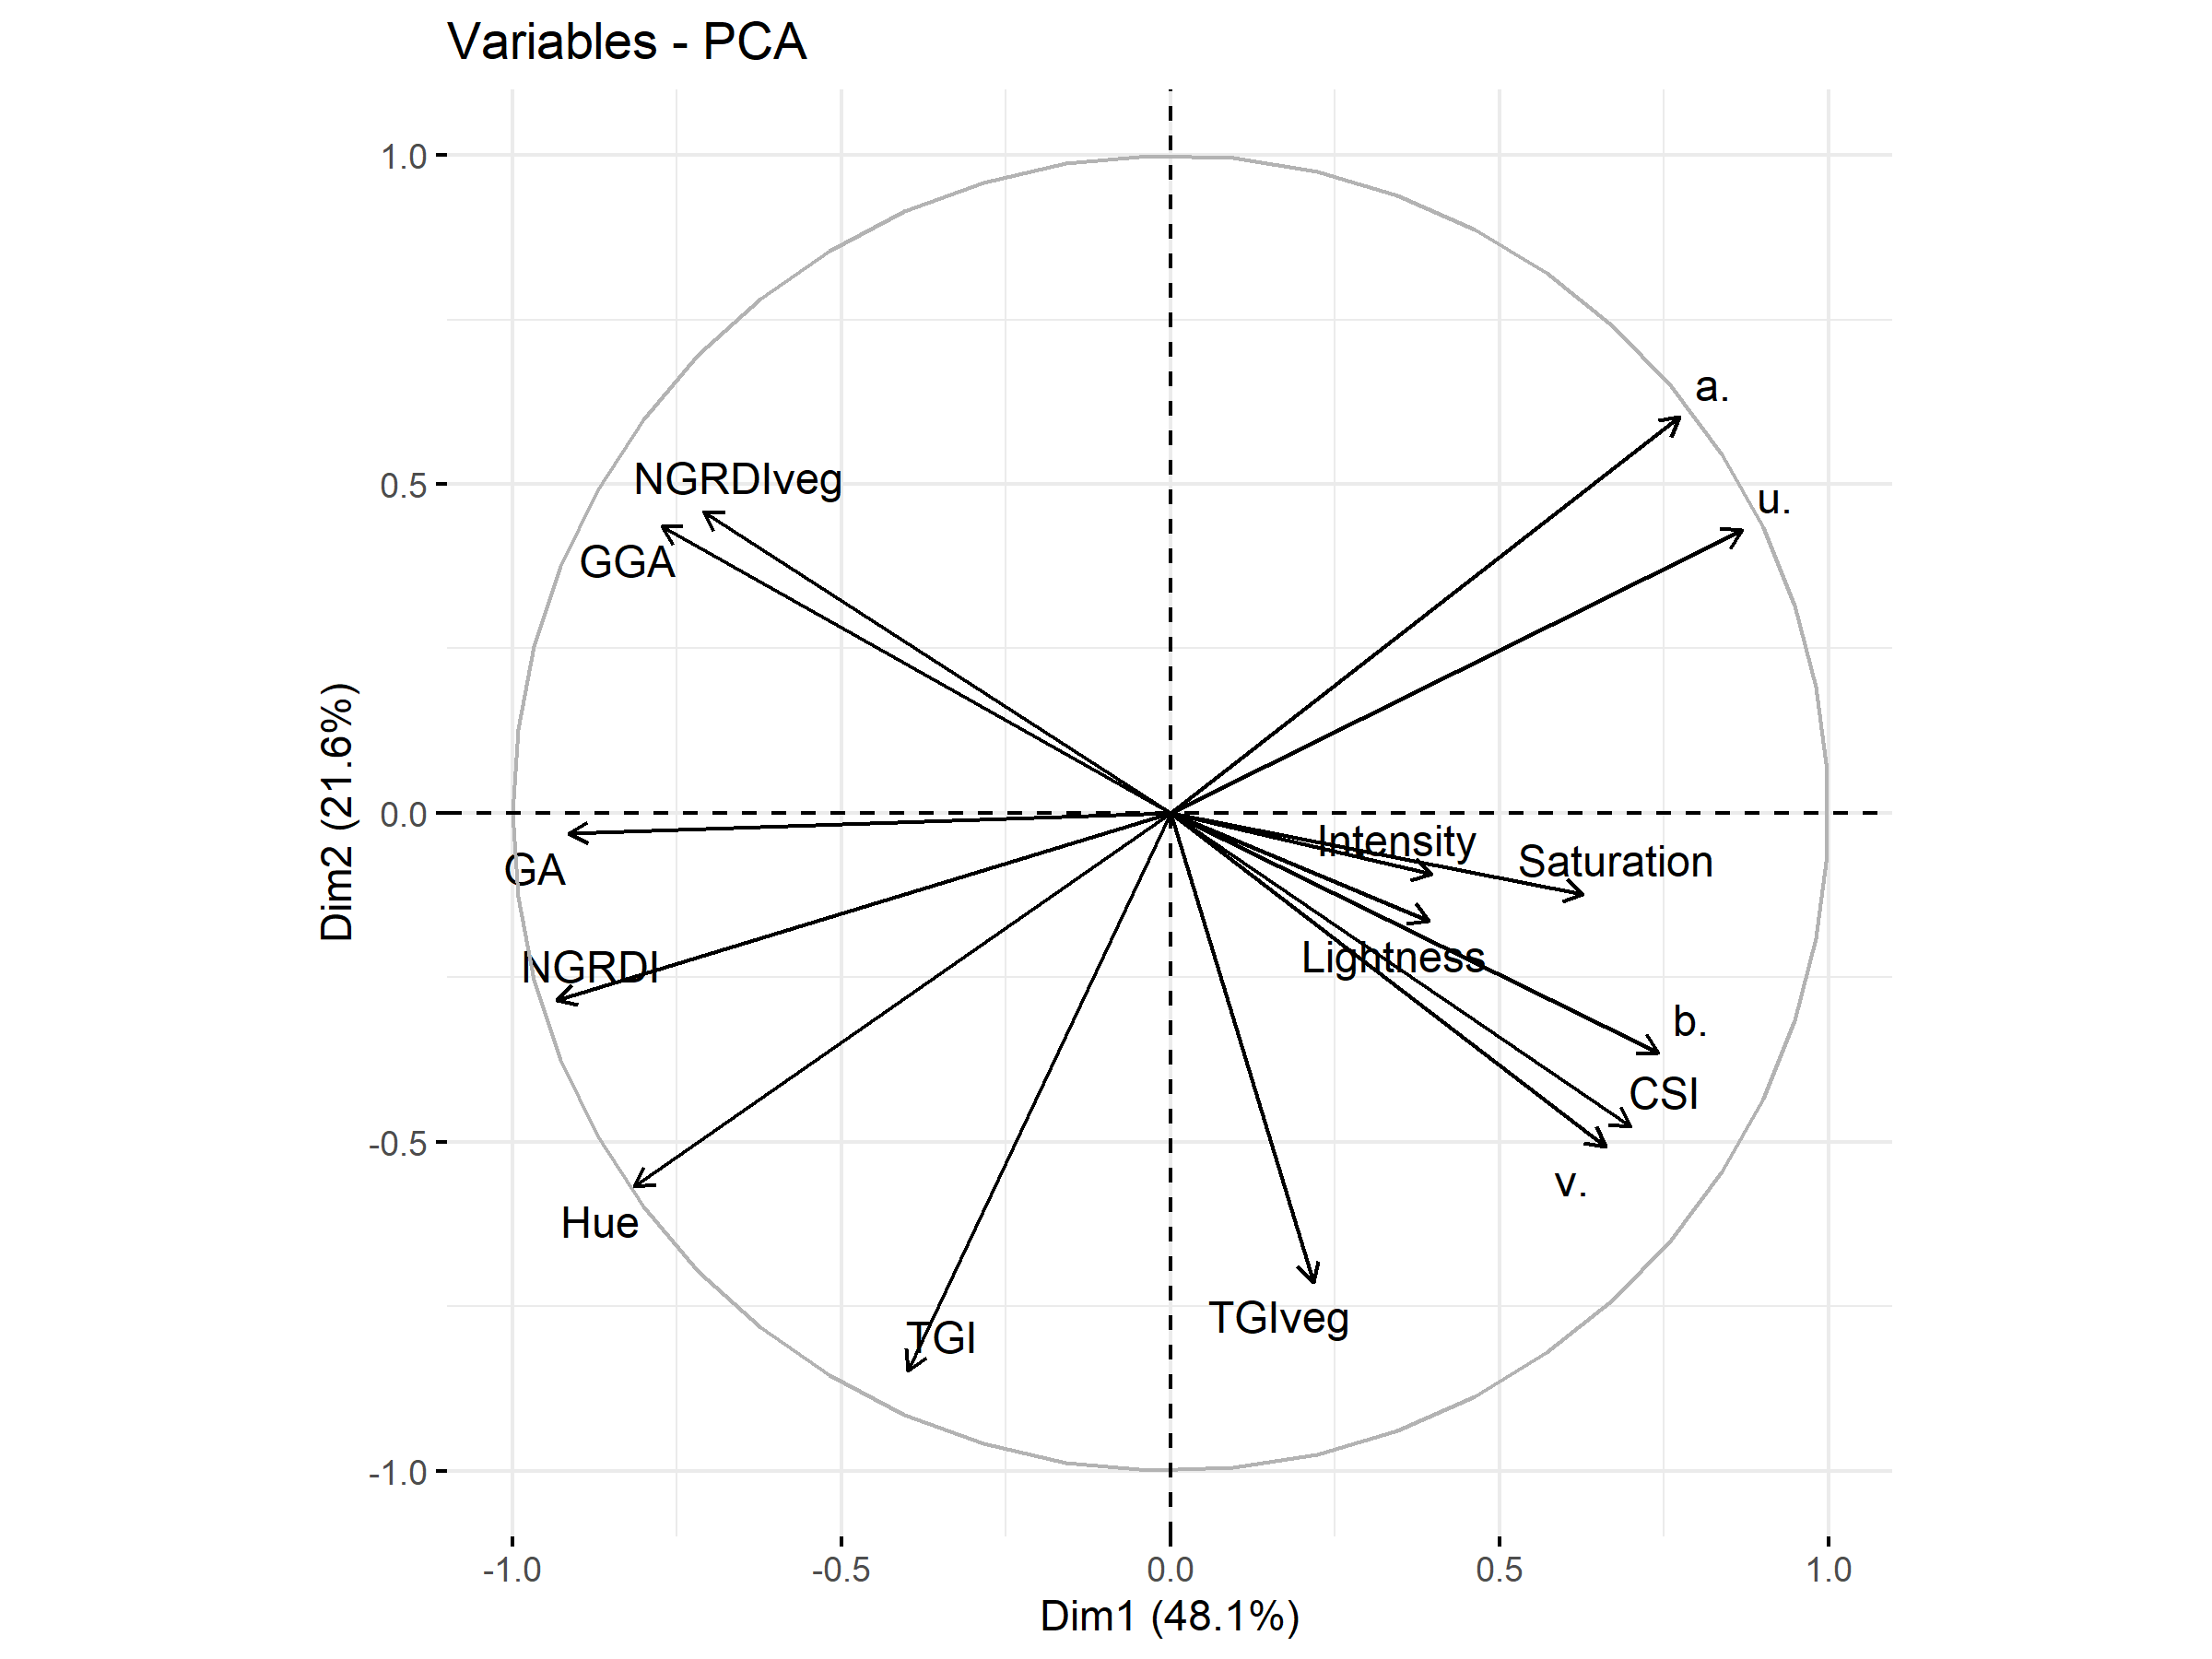 Variables - PCA
1.0
a.
NGRDIveg
0.5
u.
GGA
Dim2 (21.6%)
0.0
Intensity
Saturation
GA
Lightness
NGRDI
b.
CSI
-0.5
v.
Hue
TGIveg
TGI
-1.0
-1.0 -0.5 0.0 0.5 1.0
Dim1 (48.1%)